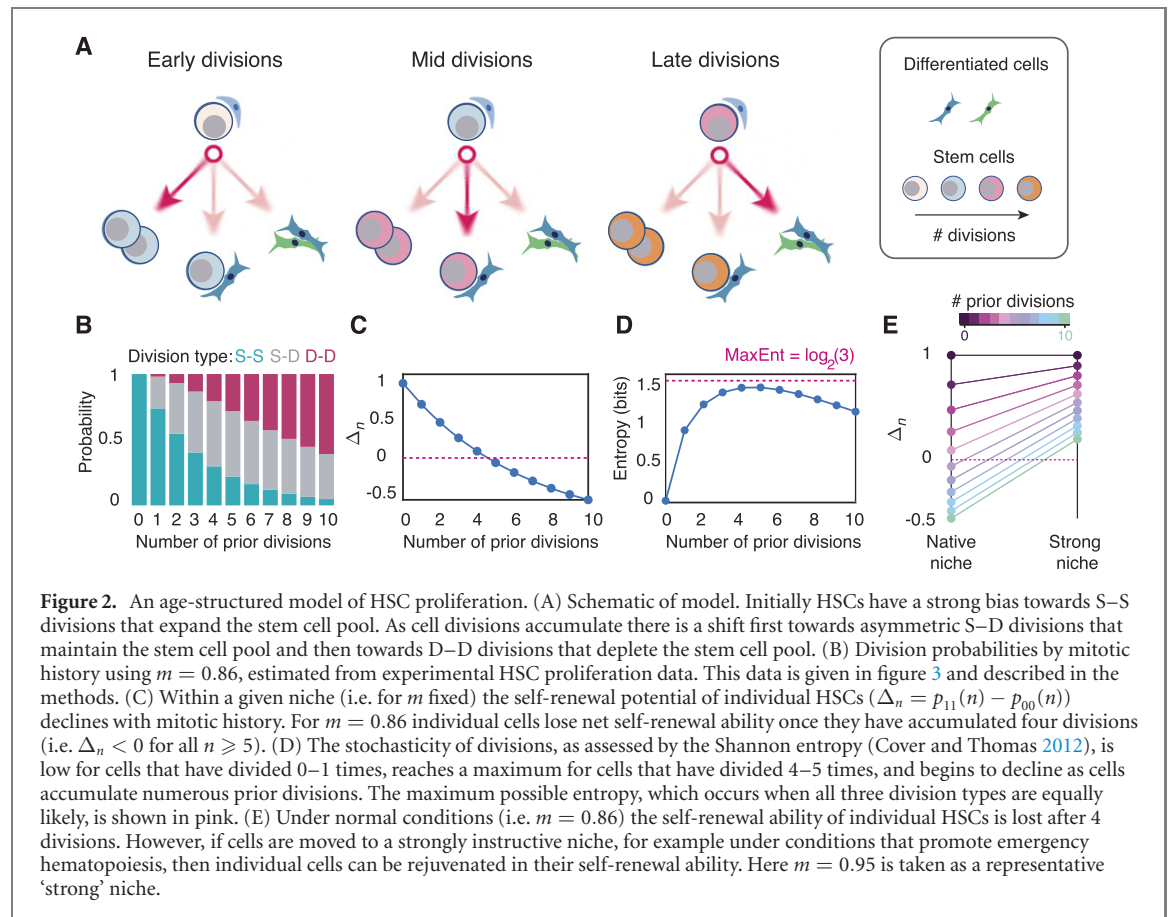 A
Early divisions
Mid divisions
Late divisions
Differentiated cells
Stem cells
# divisions
B
Division type: S-S S-D D-D
Probability
1
0.5
0
0 1 2 3 4 5 6 7 8 9 10
Number of prior divisions
C
Δn
1
0.5
0
-0.5
0 2 4 6 8 10
Number of prior divisions
D
MaxEnt = log2(3)
Entropy (bits)
1.5
1
0.5
0
0 2 4 6 8 10
Number of prior divisions
E
# prior divisions
0 10
Δn
1
0
-0.5
Native
niche
Strong
niche
Figure 2. An age-structured model of HSC proliferation. (A) Schematic of model. Initially HSCs have a strong bias towards S–S
divisions that expand the stem cell pool. As cell divisions accumulate there is a shift first towards asymmetric S–D divisions that
maintain the stem cell pool and then towards D–D divisions that deplete the stem cell pool. (B) Division probabilities by mitotic
history using m = 0.86, estimated from experimental HSC proliferation data. This data is given in figure 3 and described in the
methods. (C) Within a given niche (i.e. for m fixed) the self-renewal potential of individual HSCs (Δn = p11(n) − p00(n))
declines with mitotic history. For m = 0.86 individual cells lose net self-renewal ability once they have accumulated four divisions
(i.e. Δn < 0 for all n ⩾ 5). (D) The stochasticity of divisions, as assessed by the Shannon entropy (Cover and Thomas 2012), is
low for cells that have divided 0–1 times, reaches a maximum for cells that have divided 4–5 times, and begins to decline as cells
accumulate numerous prior divisions. The maximum possible entropy, which occurs when all three division types are equally
likely, is shown in pink. (E) Under normal conditions (i.e. m = 0.86) the self-renewal ability of individual HSCs is lost after 4
divisions. However, if cells are moved to a strongly instructive niche, for example under conditions that promote emergency
hematopoiesis, then individual cells can be rejuvenated in their self-renewal ability. Here m = 0.95 is taken as a representative
‘strong’ niche.